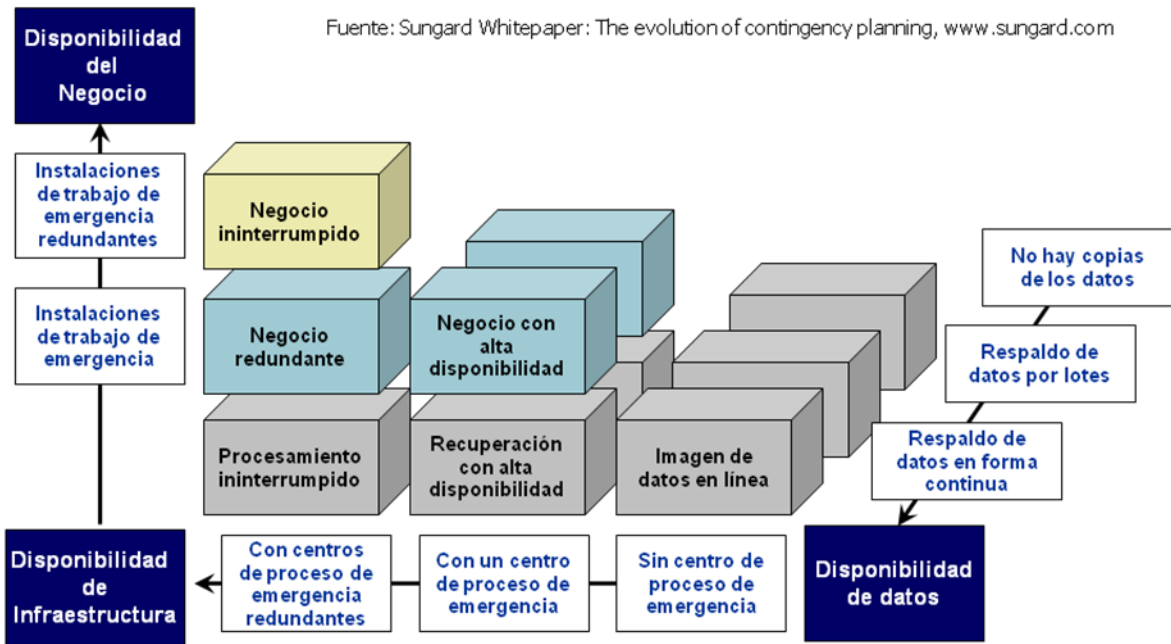 Fuente: Sungard Whitepaper: The evolution of contingency planning, www.sungard.com
Disponibilidad
del
Negocio
Instalaciones
de trabajo de
emergencia
redundantes
Instalaciones
de trabajo de
emergencia
Negocio
ininterrumpido
Negocio
redundante
Negocio con
alta
disponibilidad
Procesamiento
ininterrumpido
Recuperación
con alta
disponibilidad
Imagen de
datos en línea
No hay copias
de los datos
Respaldo de
datos por lotes
Respaldo de
datos en forma
continua
Disponibilidad
de
Infraestructura
Con centros
de proceso de
emergencia
redundantes
Con un centro
de proceso de
emergencia
Sin centro de
proceso de
emergencia
Disponibilidad
de datos